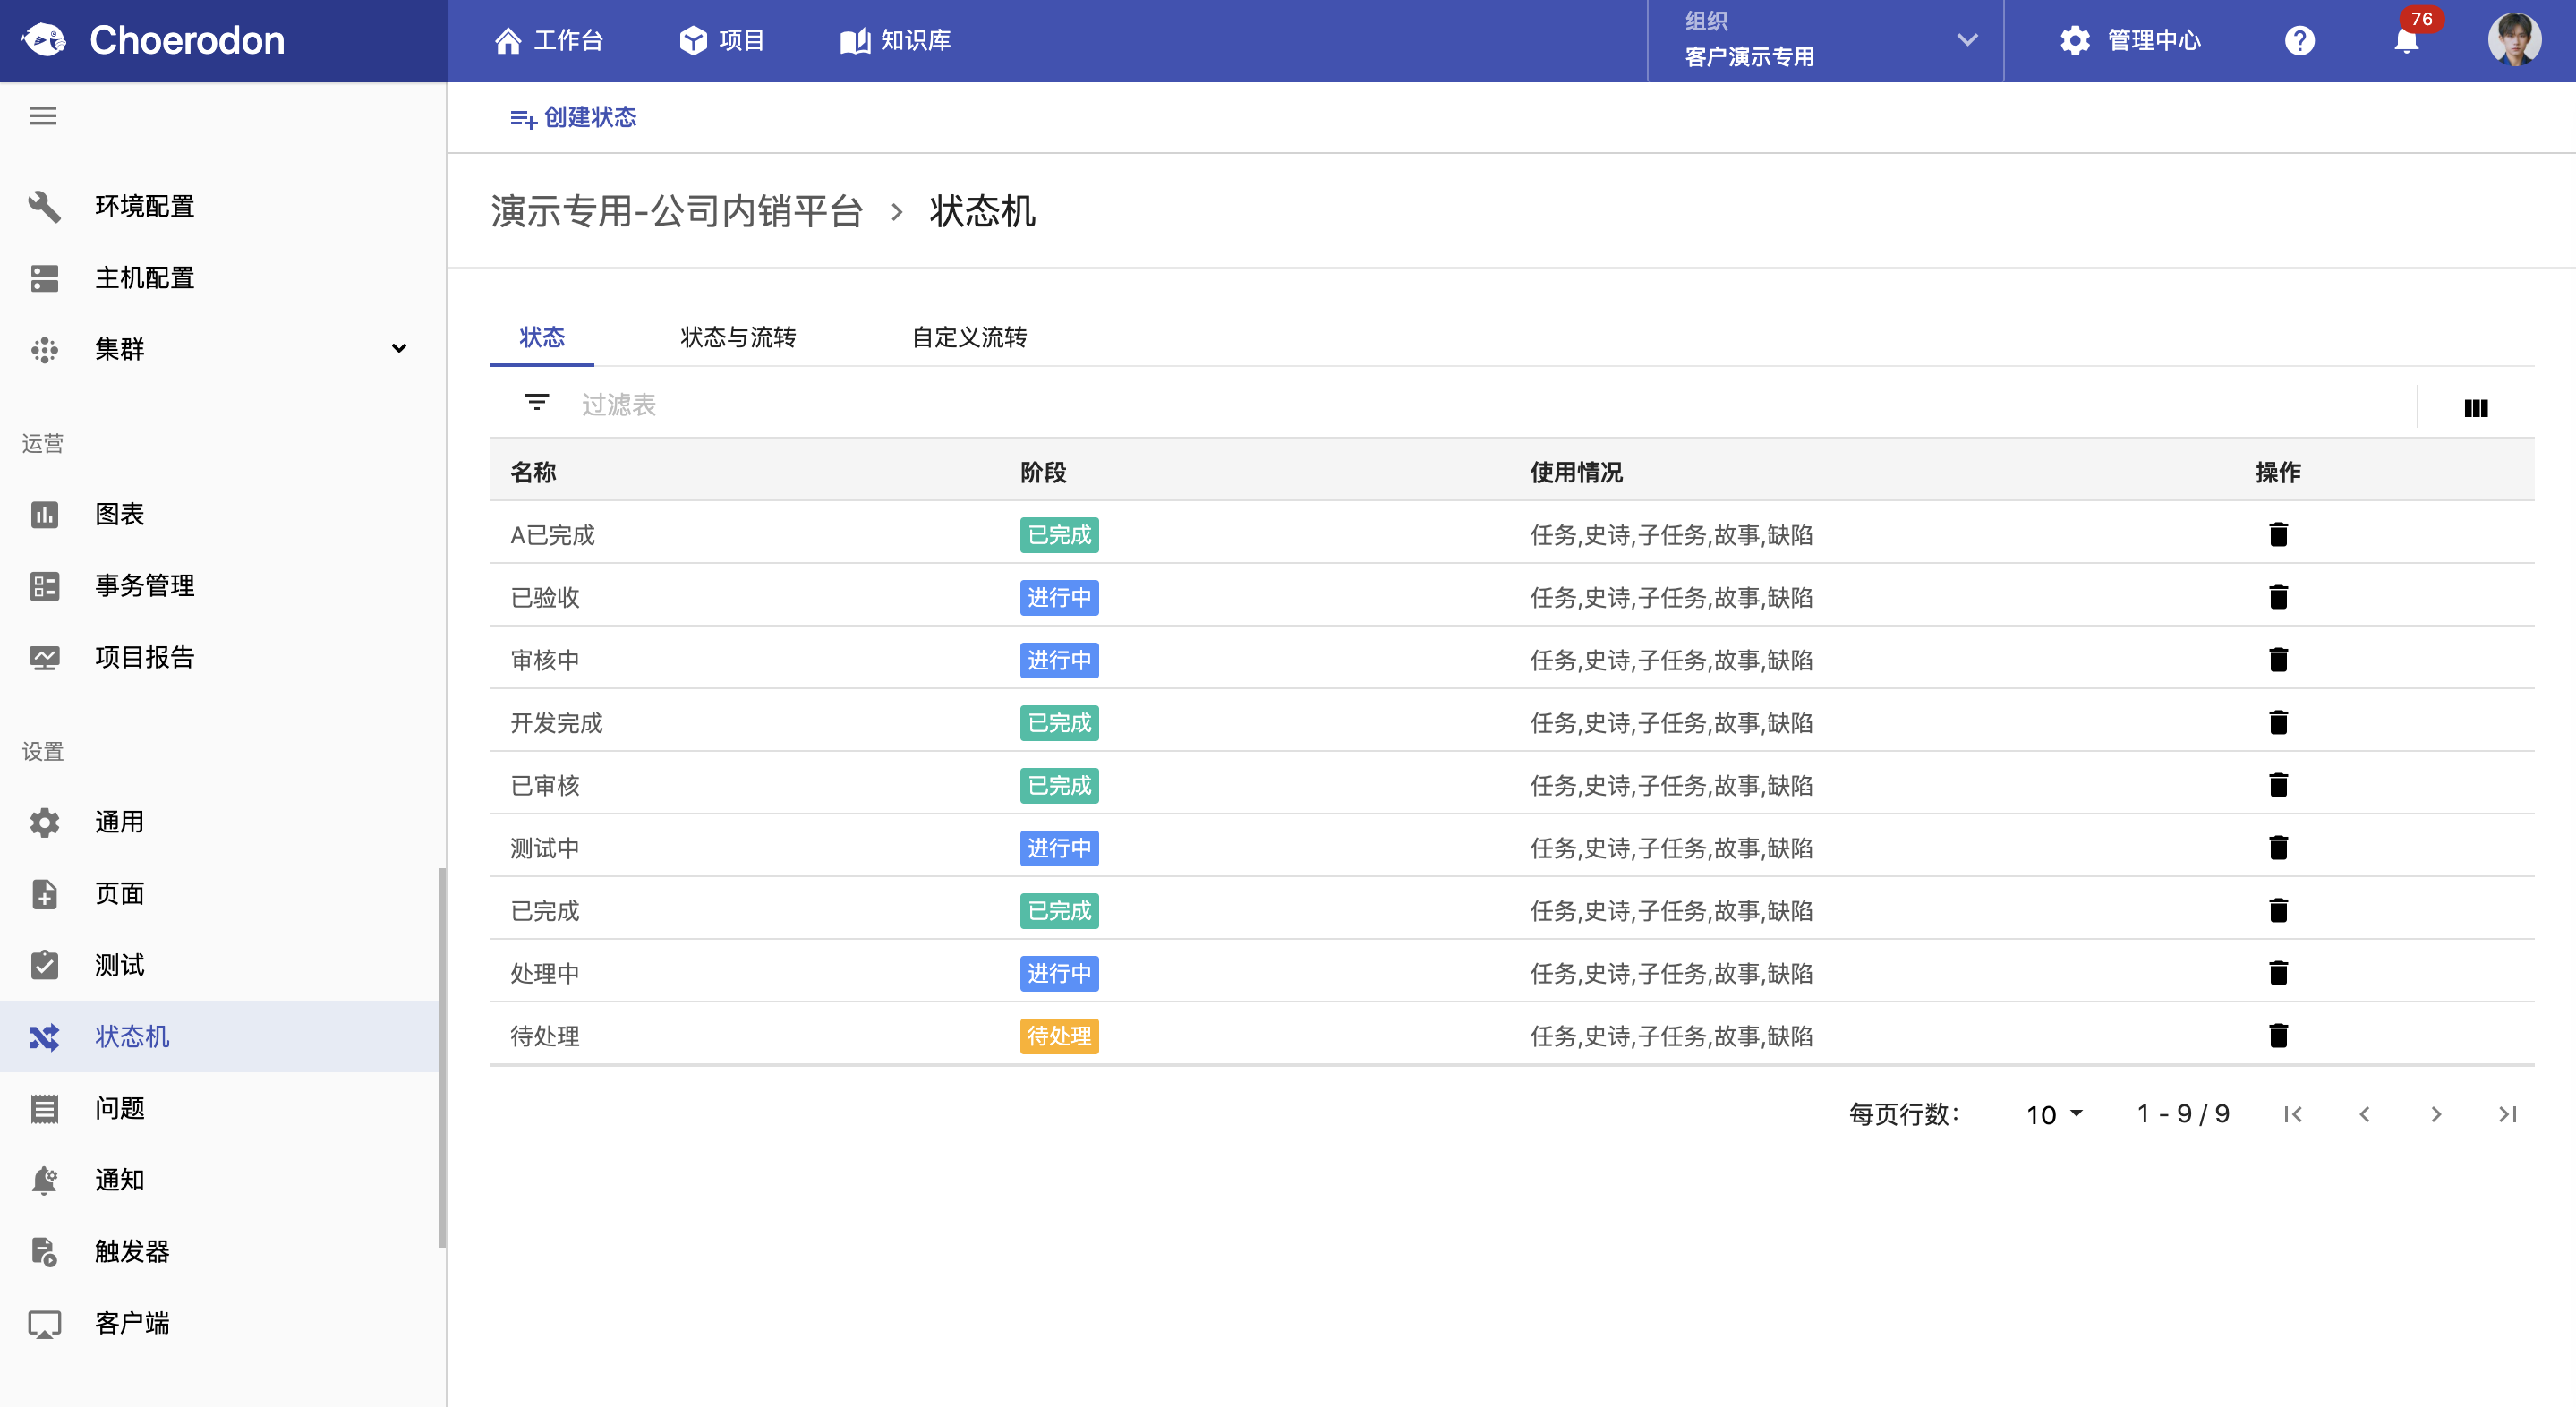 Choerodon
工作台
项目
知识库
组织
客户演示专用
管理中心
76
环境配置
主机配置
集群
运营
图表
事务管理
项目报告
设置
通用
页面
测试
状态机
问题
通知
触发器
客户端
创建状态
演示专用-公司内销平台 › 状态机
状态 状态与流转 自定义流转
过滤表
名称 阶段 使用情况 操作
A已完成 已完成 任务,史诗,子任务,故事,缺陷
已验收 进行中 任务,史诗,子任务,故事,缺陷
审核中 进行中 任务,史诗,子任务,故事,缺陷
开发完成 已完成 任务,史诗,子任务,故事,缺陷
已审核 已完成 任务,史诗,子任务,故事,缺陷
测试中 进行中 任务,史诗,子任务,故事,缺陷
已完成 已完成 任务,史诗,子任务,故事,缺陷
处理中 进行中 任务,史诗,子任务,故事,缺陷
待处理 待处理 任务,史诗,子任务,故事,缺陷
每页行数: 10 1 - 9 / 9